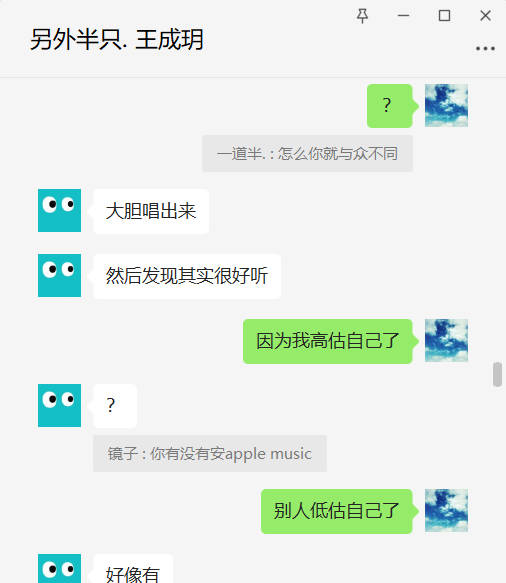 另外半只. 王成玥
?
一道半. : 怎么你就与众不同
大胆唱出来
然后发现其实很好听
因为我高估自己了
?
镜子 : 你有没有安apple music
别人低估自己了
好像有